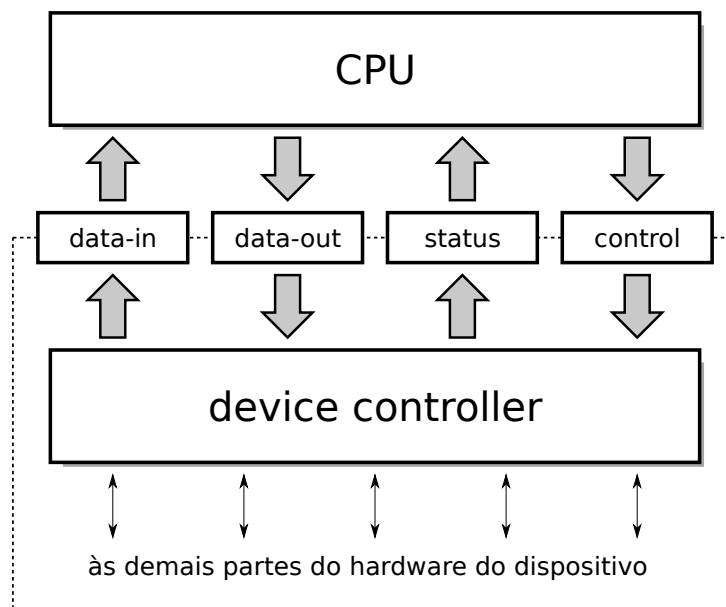 CPU
data-in data-out status control
device controller
às demais partes do hardware do dispositivo